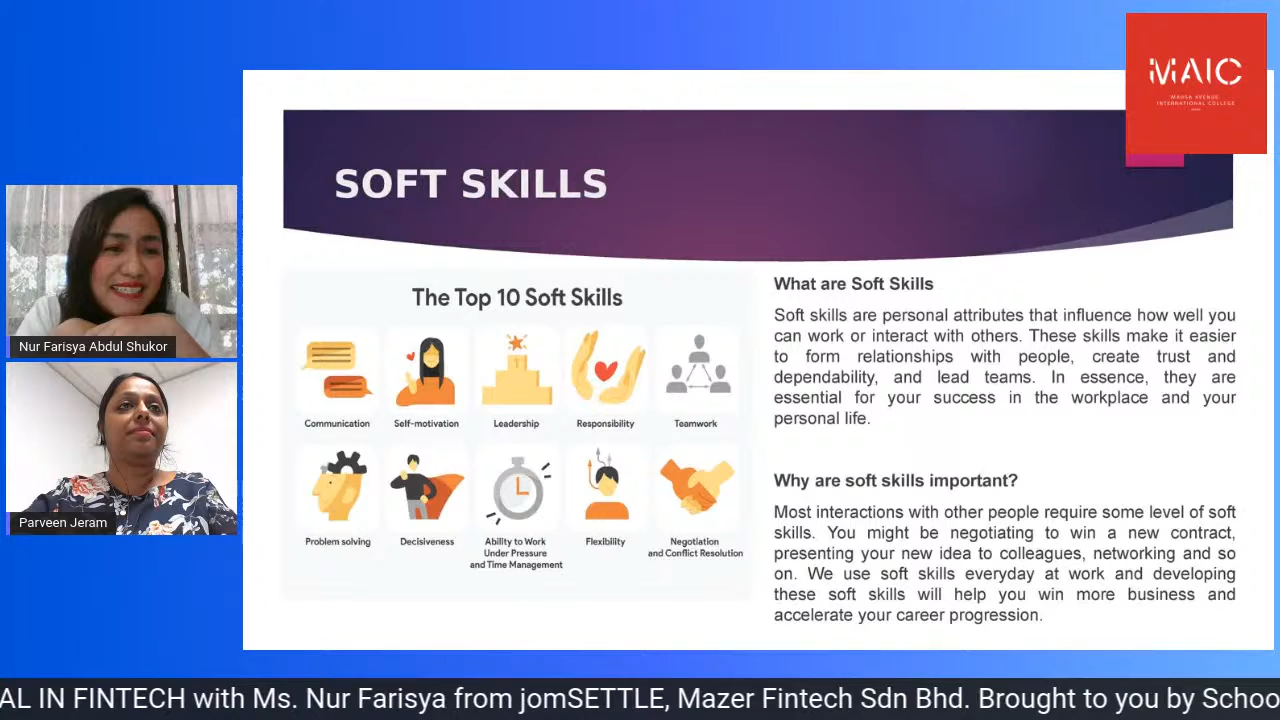 MAIC
MAHSA AVENUE
INTERNATIONAL COLLEGE
SOFT SKILLS
Nur Farisya Abdul Shukor
Parveen Jeram
The Top 10 Soft Skills
Communication
Self-motivation
Leadership
Responsibility
Teamwork
Problem solving
Decisiveness
Ability to Work
Under Pressure
and Time Management
Flexibility
Negotiation
and Conflict Resolution
What are Soft Skills
Soft skills are personal attributes that influence how well you
can work or interact with others. These skills make it easier
to form relationships with people, create trust and
dependability, and lead teams. In essence, they are
essential for your success in the workplace and your
personal life.
Why are soft skills important?
Most interactions with other people require some level of soft
skills. You might be negotiating to win a new contract,
presenting your new idea to colleagues, networking and so
on. We use soft skills everyday at work and developing
these soft skills will help you win more business and
accelerate your career progression.
AL IN FINTECH with Ms. Nur Farisya from jomSETTLE, Mazer Fintech Sdn Bhd. Brought to you by Schoo